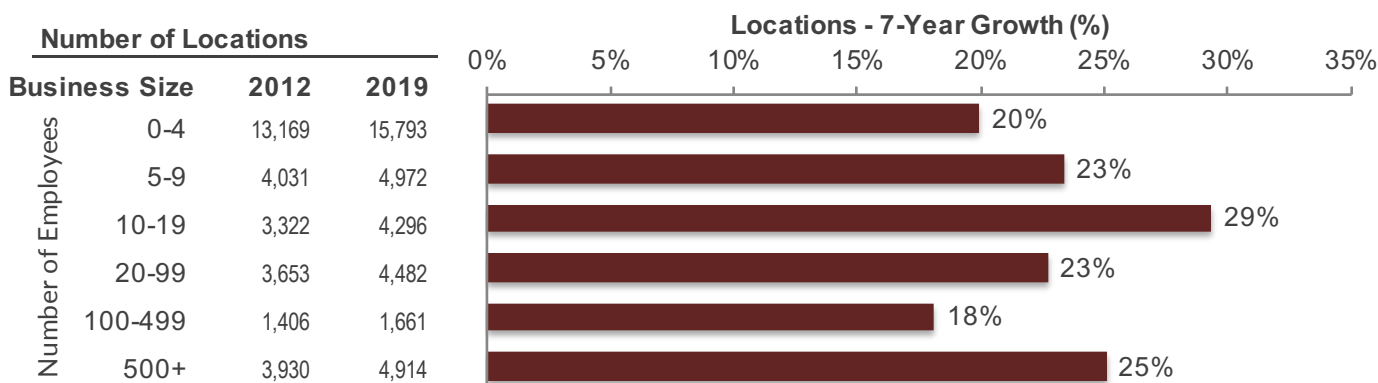 Number of Locations
Business Size 2012 2019
Number of Employees
0-4 13,169 15,793
5-9 4,031 4,972
10-19 3,322 4,296
20-99 3,653 4,482
100-499 1,406 1,661
500+ 3,930 4,914
Locations - 7-Year Growth (%)
0% 5% 10% 15% 20% 25% 30% 35%
20%
23%
29%
23%
18%
25%